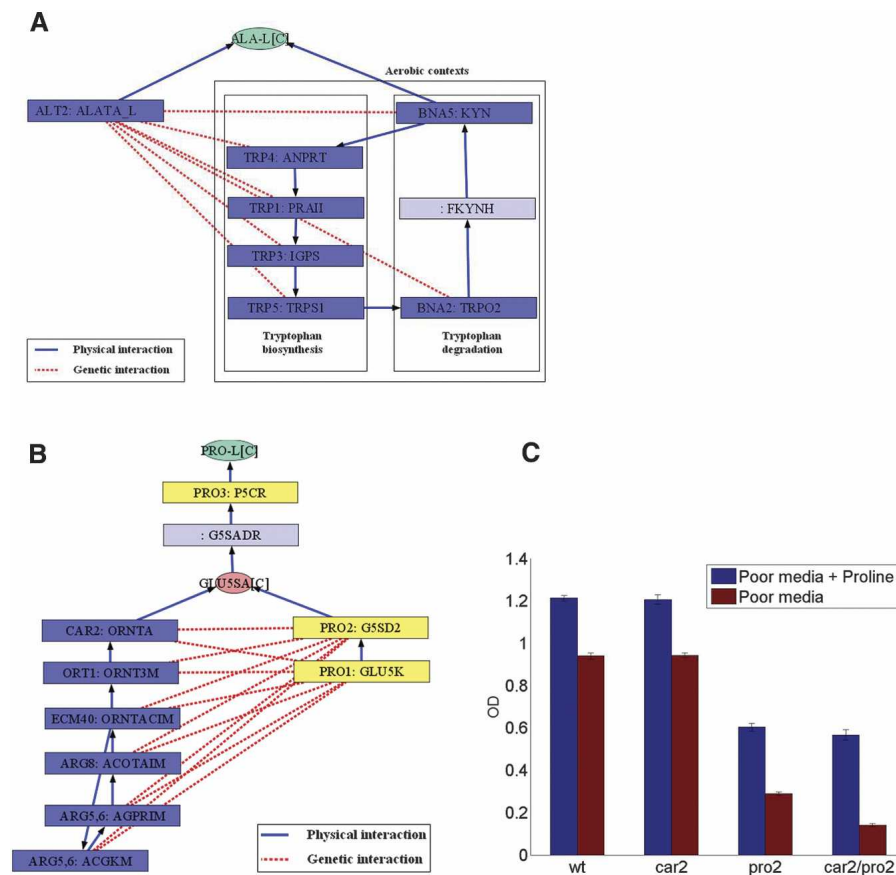 A
ALA-L[C]
Aerobic contexts
ALT2: ALATA_L
BNA5: KYN
TRP4: ANPRT
TRP1: PRAII
: FKYNH
TRP3: IGPS
TRP5: TRPS1
BNA2: TRPO2
Tryptophan
biosynthesis
Tryptophan
degradation
Physical interaction
Genetic interaction
B
PRO-L[C]
PRO3: P5CR
: G5SADR
GLU5SA[C]
CAR2: ORNTA
PRO2: G5SD2
ORT1: ORNT3M
PRO1: GLU5K
ECM40: ORNTACIM
ARG8: ACOTAIM
ARG5,6: AGPRIM
ARG5,6: ACGKM
Physical interaction
Genetic interaction
C
Poor media + Proline
Poor media
OD
1.4
1.2
1
0.8
0.6
0.4
0.2
0
wt
car2
pro2
car2/pro2